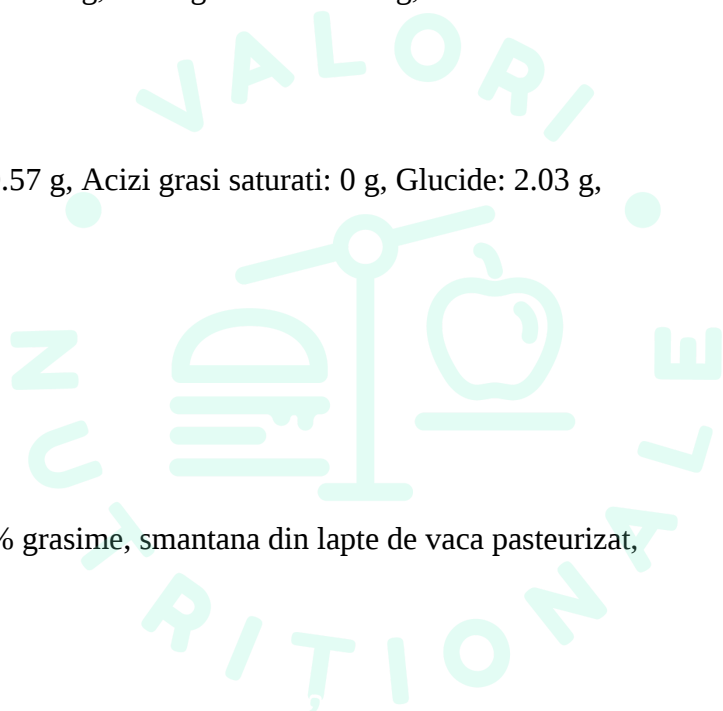 VALORI
.57 g, Acizi grasi saturati: 0 g, Glucide: 2.03 g,
% grasime, smantana din lapte de vaca pasteurizat,
NUTRITIONALE